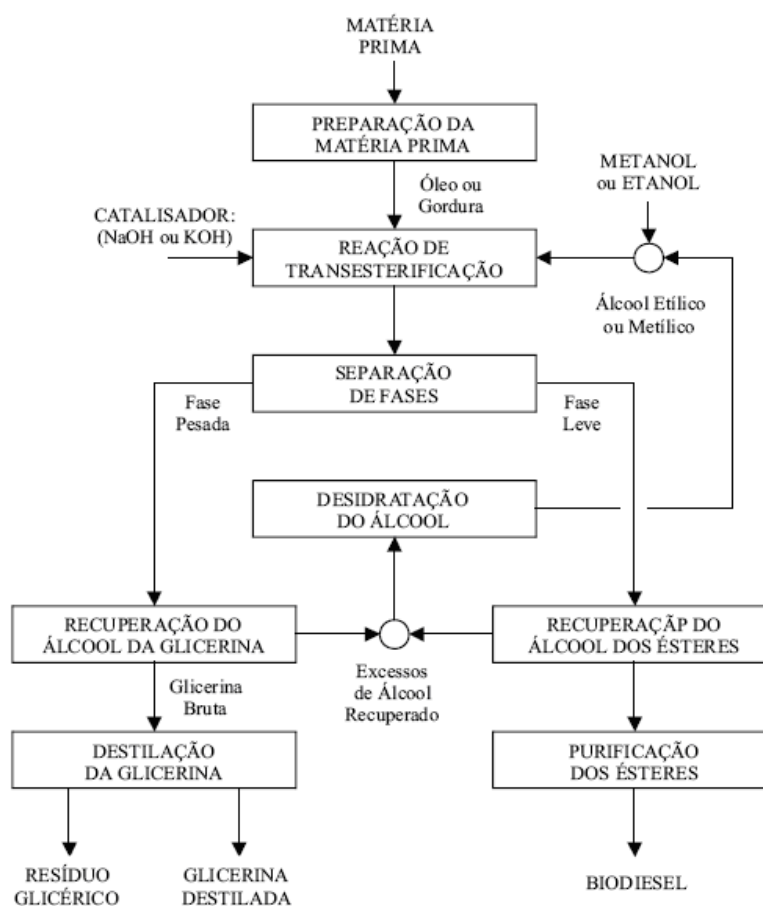 MATÉRIA
PRIMA
PREPARAÇÃO DA
MATÉRIA PRIMA
METANOL
ou ETANOL
Óleo ou
Gordura
CATALISADOR:
(NaOH ou KOH)
REAÇÃO DE
TRANSESTERIFICAÇÃO
Álcool Etílico
ou Metílico
SEPARAÇÃO
DE FASES
Fase
Pesada
Fase
Leve
DESIDRATAÇÃO
DO ÁLCOOL
RECUPERAÇÃO DO
ÁLCOOL DA GLICERINA
RECUPERAÇÃP DO
ÁLCOOL DOS ÉSTERES
Excessos
de Álcool
Recuperado
Glicerina
Bruta
DESTILAÇÃO
DA GLICERINA
PURIFICAÇÃO
DOS ÉSTERES
RESÍDUO
GLICÉRICO
GLICERINA
DESTILADA
BIODIESEL